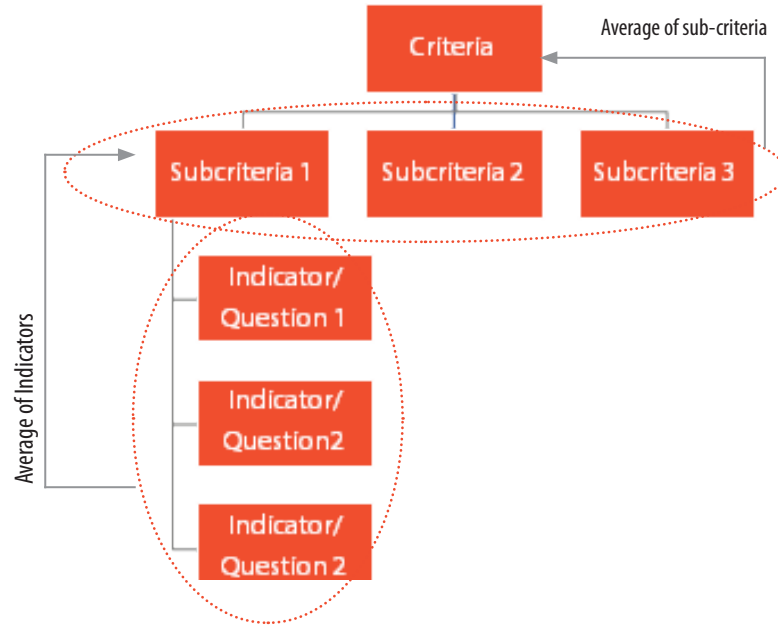 Average of sub-criteria
Criteria
Subcriteria 1
Subcriteria 2
Subcriteria 3
Average of Indicators
Indicator/
Question 1
Indicator/
Question2
Indicator/
Question 2